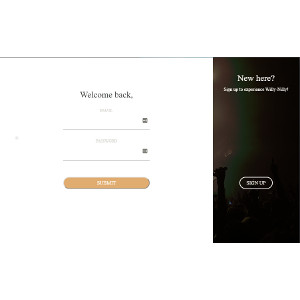 Welcome back,
EMAIL
PASSWORD
SUBMIT
New here?
Sign up to experience Willy-Nilly!
SIGN UP